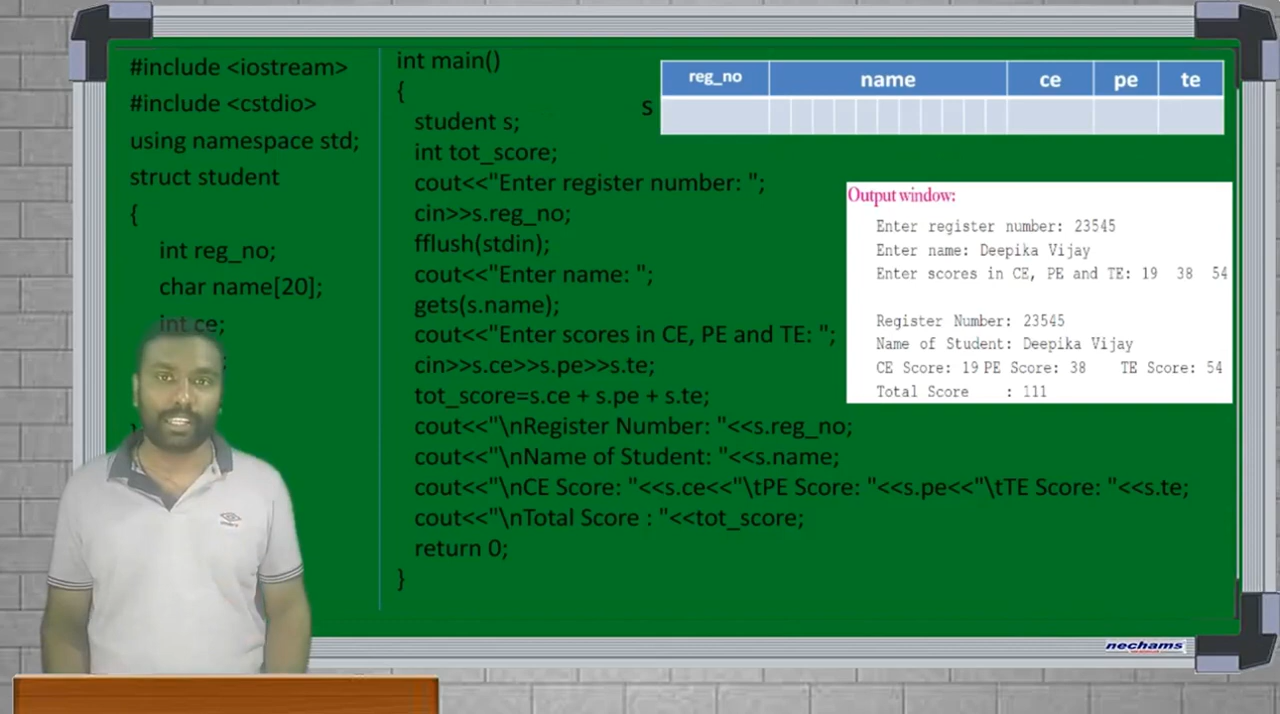 #include <iostream>
#include <cstdio>
using namespace std;
struct student
{
int reg_no;
char name[20];
int ce;
int main()
{
student s;
int tot_score;
cout<<"Enter register number: ";
cin>>s.reg_no;
fflush(stdin);
cout<<"Enter name: ";
gets(s.name);
cout<<"Enter scores in CE, PE and TE: ";
cin>>s.ce>>s.pe>>s.te;
tot_score=s.ce + s.pe + s.te;
cout<<"\nRegister Number: "<<s.reg_no;
cout<<"\nName of Student: "<<s.name;
cout<<"\nCE Score: "<<s.ce<<"\tPE Score: "<<s.pe<<"\tTE Score: "<<s.te;
cout<<"\nTotal Score : "<<tot_score;
return 0;
}
s
reg_no name ce pe te
Output window:
Enter register number: 23545
Enter name: Deepika Vijay
Enter scores in CE, PE and TE: 19 38 54
Register Number: 23545
Name of Student: Deepika Vijay
CE Score: 19 PE Score: 38 TE Score: 54
Total Score : 111
nechams